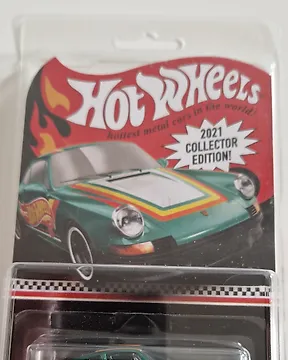 HOT WHEELS
hottest metal cars in the world!
2021
COLLECTOR
EDITION!